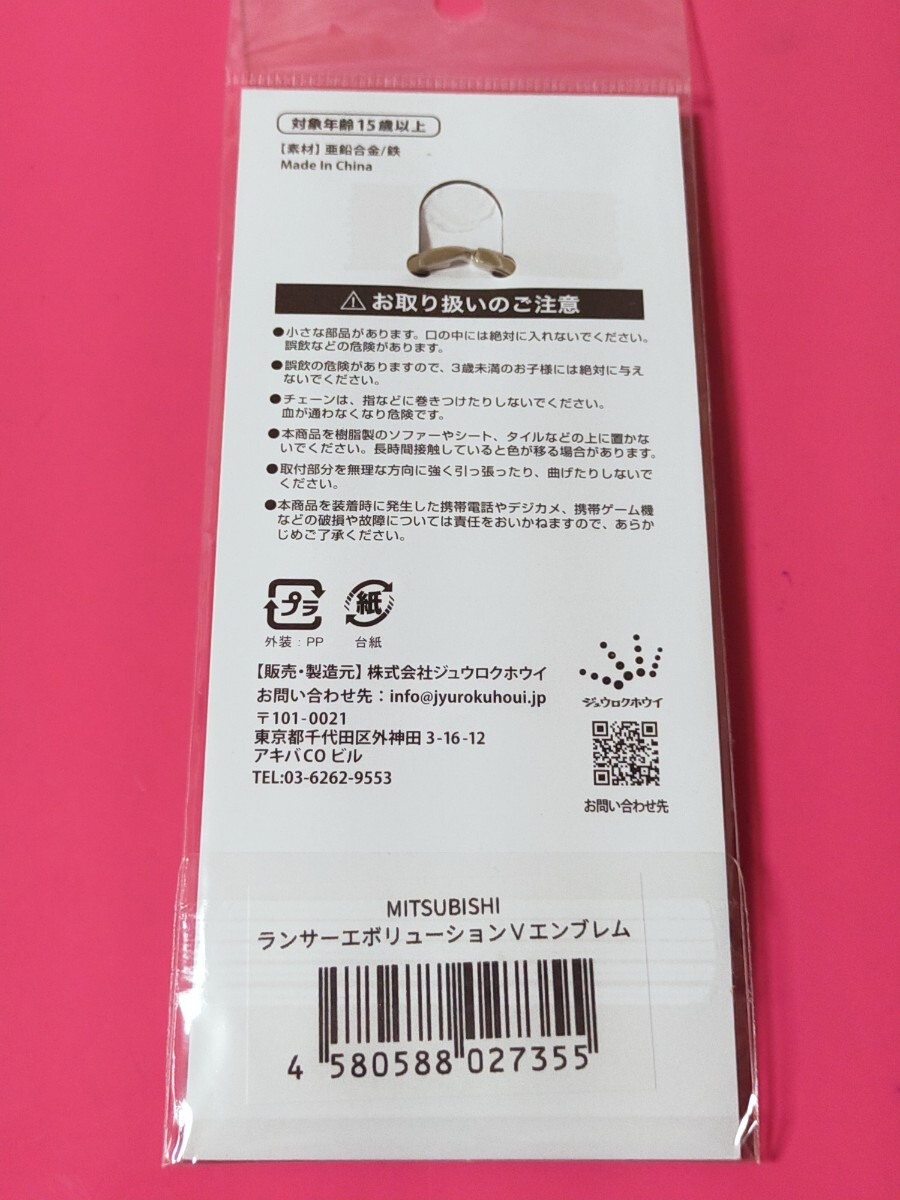 対象年齢15歳以上
【素材】亜鉛合金/鉄
Made In China
⚠お取り扱いのご注意
●小さな部品があります。口の中には絶対に入れないでください。
誤飲などの危険があります。
●誤飲の危険がありますので、3歳未満のお子様には絶対に与え
ないでください。
●チェーンは、指などに巻きつけたりしないでください。
血が通わなくなり危険です。
●本商品を樹脂製のソファーやシート、タイルなどの上に置かな
いでください。長時間接触していると色が移る場合があります。
●取付部分を無理な方向に強く引っ張ったり、曲げたりしないで
ください。
●本商品を装着時に発生した携帯電話やデジカメ、携帯ゲーム機
などの破損や故障については責任をおいかねますので、あらか
じめご了承ください。
プラ
紙
外装:PP
台紙
【販売・製造元】株式会社ジュウロクホウイ
お問い合わせ先:info@jyurokuhoui.jp
〒101-0021
東京都千代田区外神田 3-16-12
アキバCO ビル
TEL:03-6262-9553
ジュウロクホウイ
お問い合わせ先
MITSUBISHI
ランサーエボリューションVエンブレム
4 580588 027355